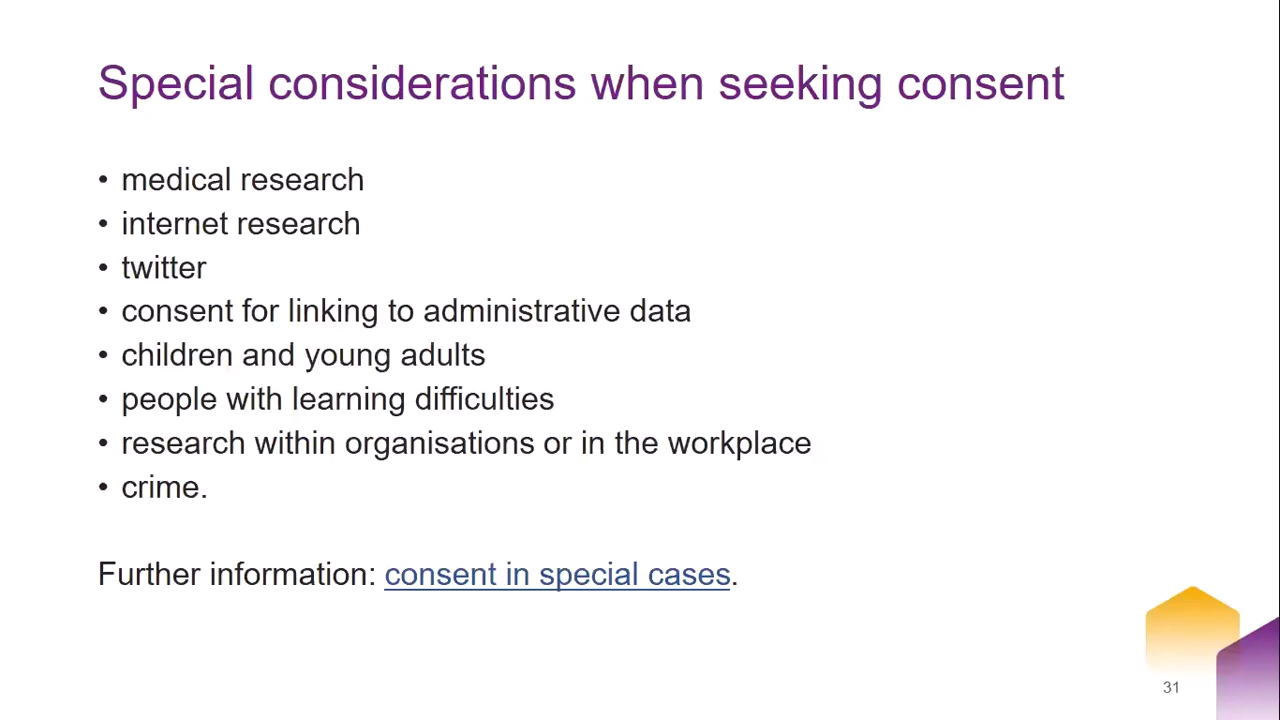 Special considerations when seeking consent
• medical research
• internet research
• twitter
• consent for linking to administrative data
• children and young adults
• people with learning difficulties
• research within organisations or in the workplace
• crime.
Further information: consent in special cases.
31